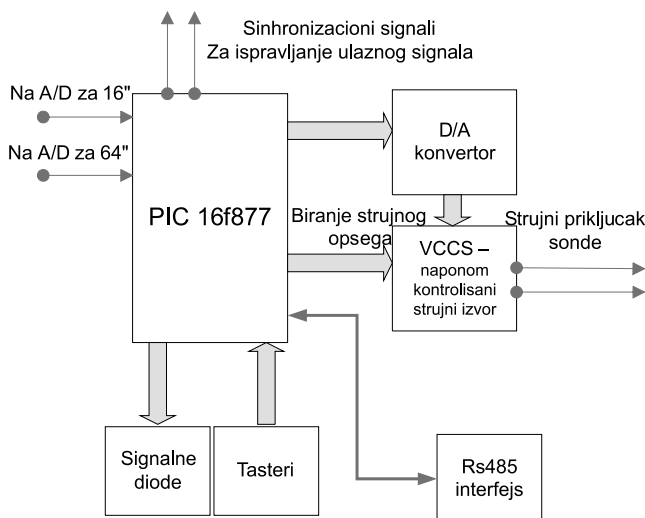 Sinhronizacioni signali
Za ispravljanje ulaznog signala
Na A/D za 16"
Na A/D za 64"
PIC 16f877
D/A
konvertor
Biranje strujnog
opsega
VCCS –
naponom
kontrolisani
strujni izvor
Strujni prikljucak
sonde
Signalne
diode
Tasteri
Rs485
interfejs